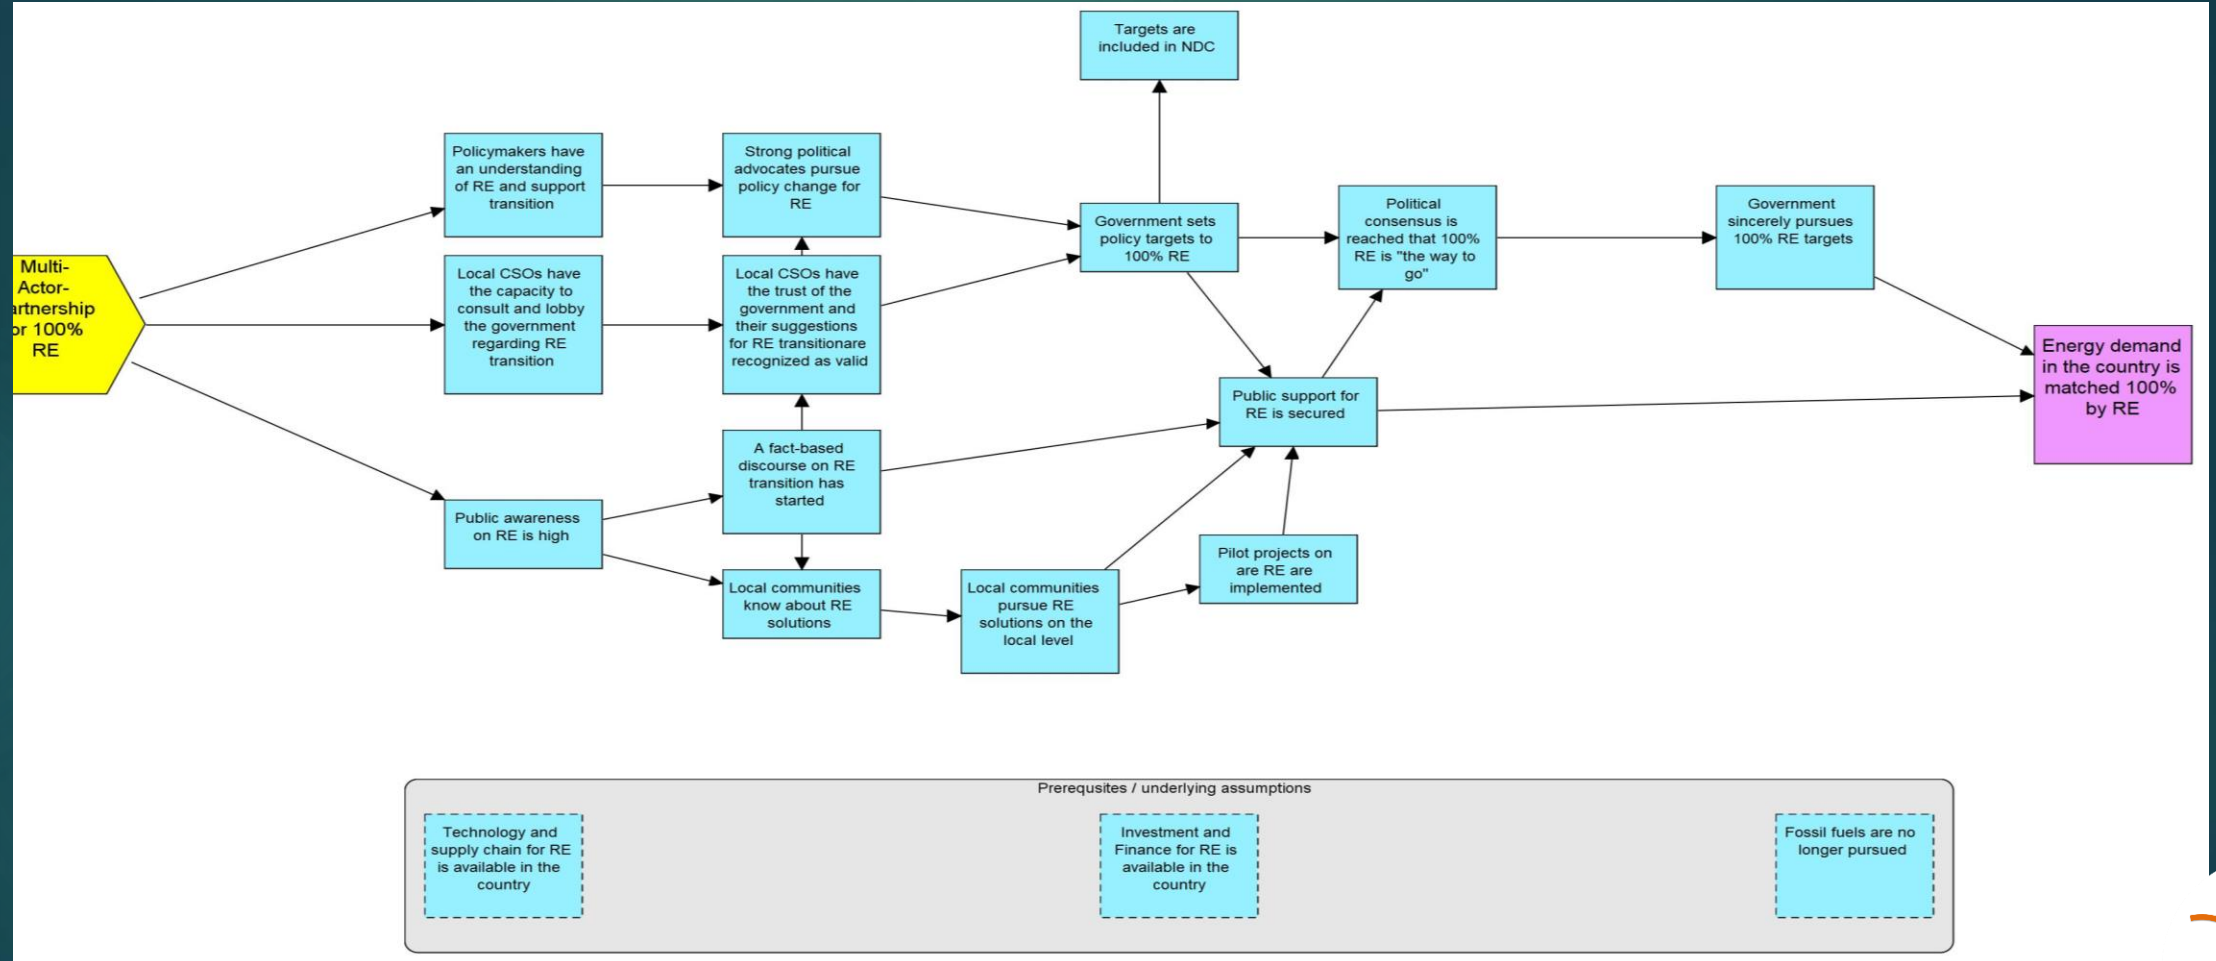 Targets are
included in NDC
Policymakers have
an understanding
of RE and support
transition
Strong political
advocates pursue
policy change for
RE
Government sets
policy targets to
100% RE
Political
consensus is
reached that 100%
RE is "the way to
go"
Government
sincerely pursues
100% RE targets
Multi-
Actor-
artnership
or 100%
RE
Local CSOs have
the capacity to
consult and lobby
the government
regarding RE
transition
Local CSOs have
the trust of the
government and
their suggestions
for RE transitionare
recognized as valid
Energy demand
in the country is
matched 100%
by RE
Public support for
RE is secured
A fact-based
discourse on RE
transition has
started
Public awareness
on RE is high
Pilot projects on
are RE are
implemented
Local communities
know about RE
solutions
Local communities
pursue RE
solutions on the
local level
Prerequsites / underlying assumptions
Technology and
supply chain for RE
is available in the
country
Investment and
Finance for RE is
available in the
country
Fossil fuels are no
longer pursued